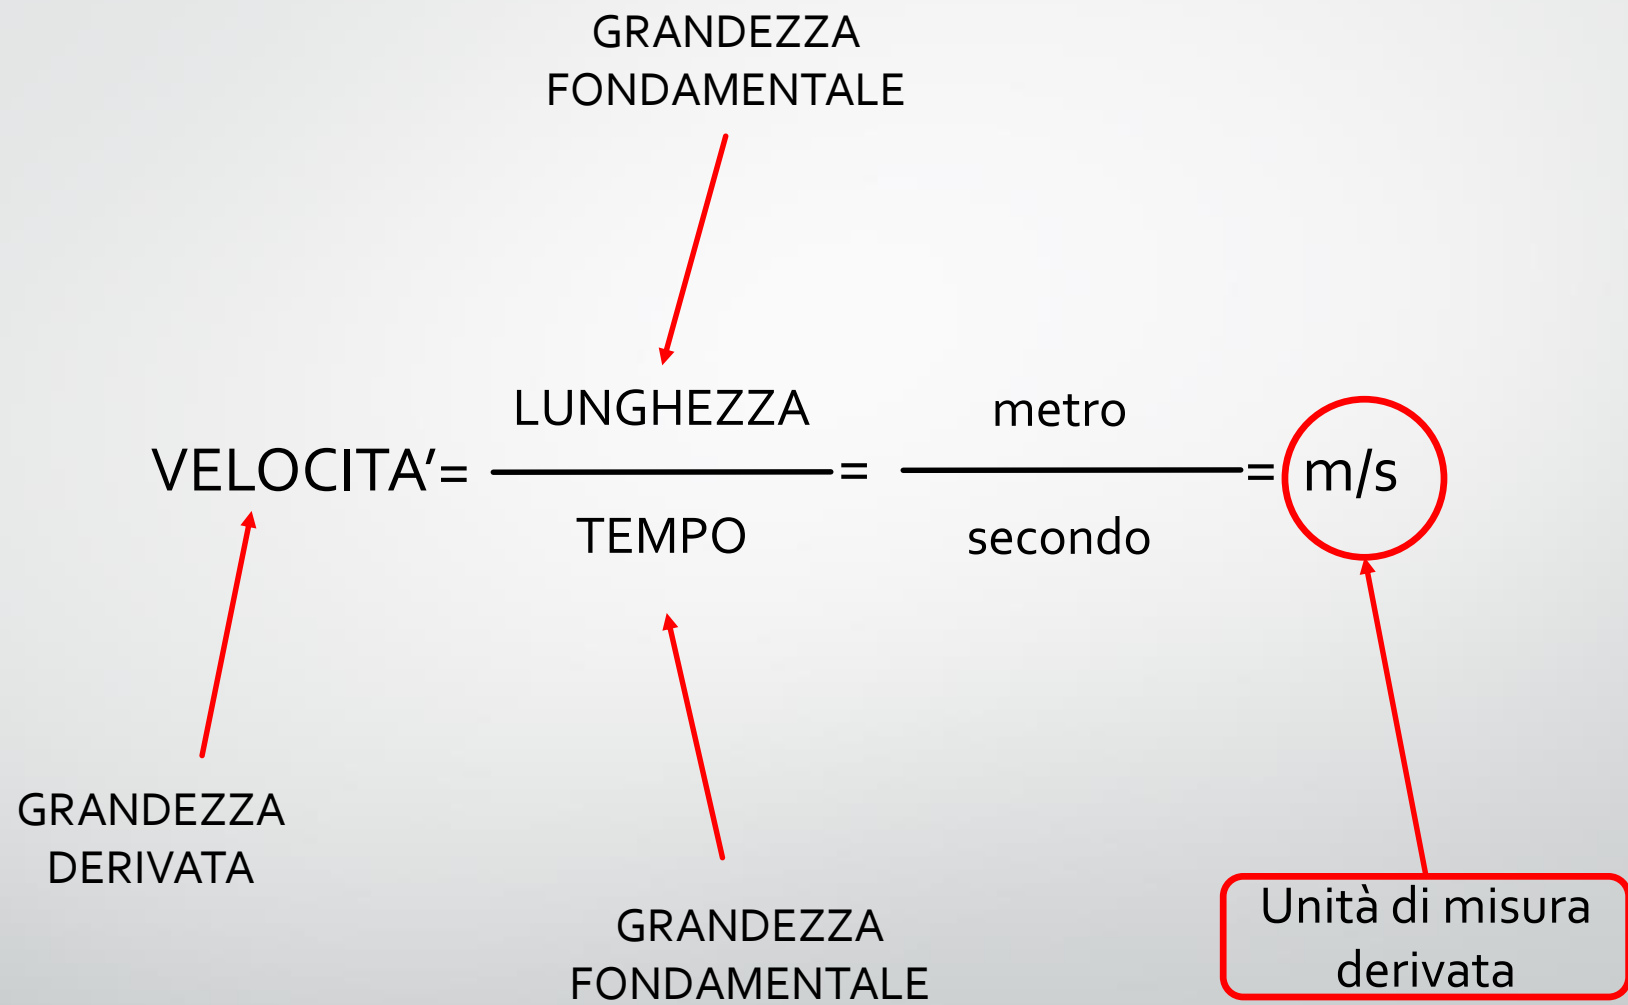 GRANDEZZA
FONDAMENTALE
LUNGHEZZA
metro
VELOCITA’=
=
= m/s
TEMPO
secondo
GRANDEZZA
DERIVATA
GRANDEZZA
FONDAMENTALE
Unità di misura
derivata